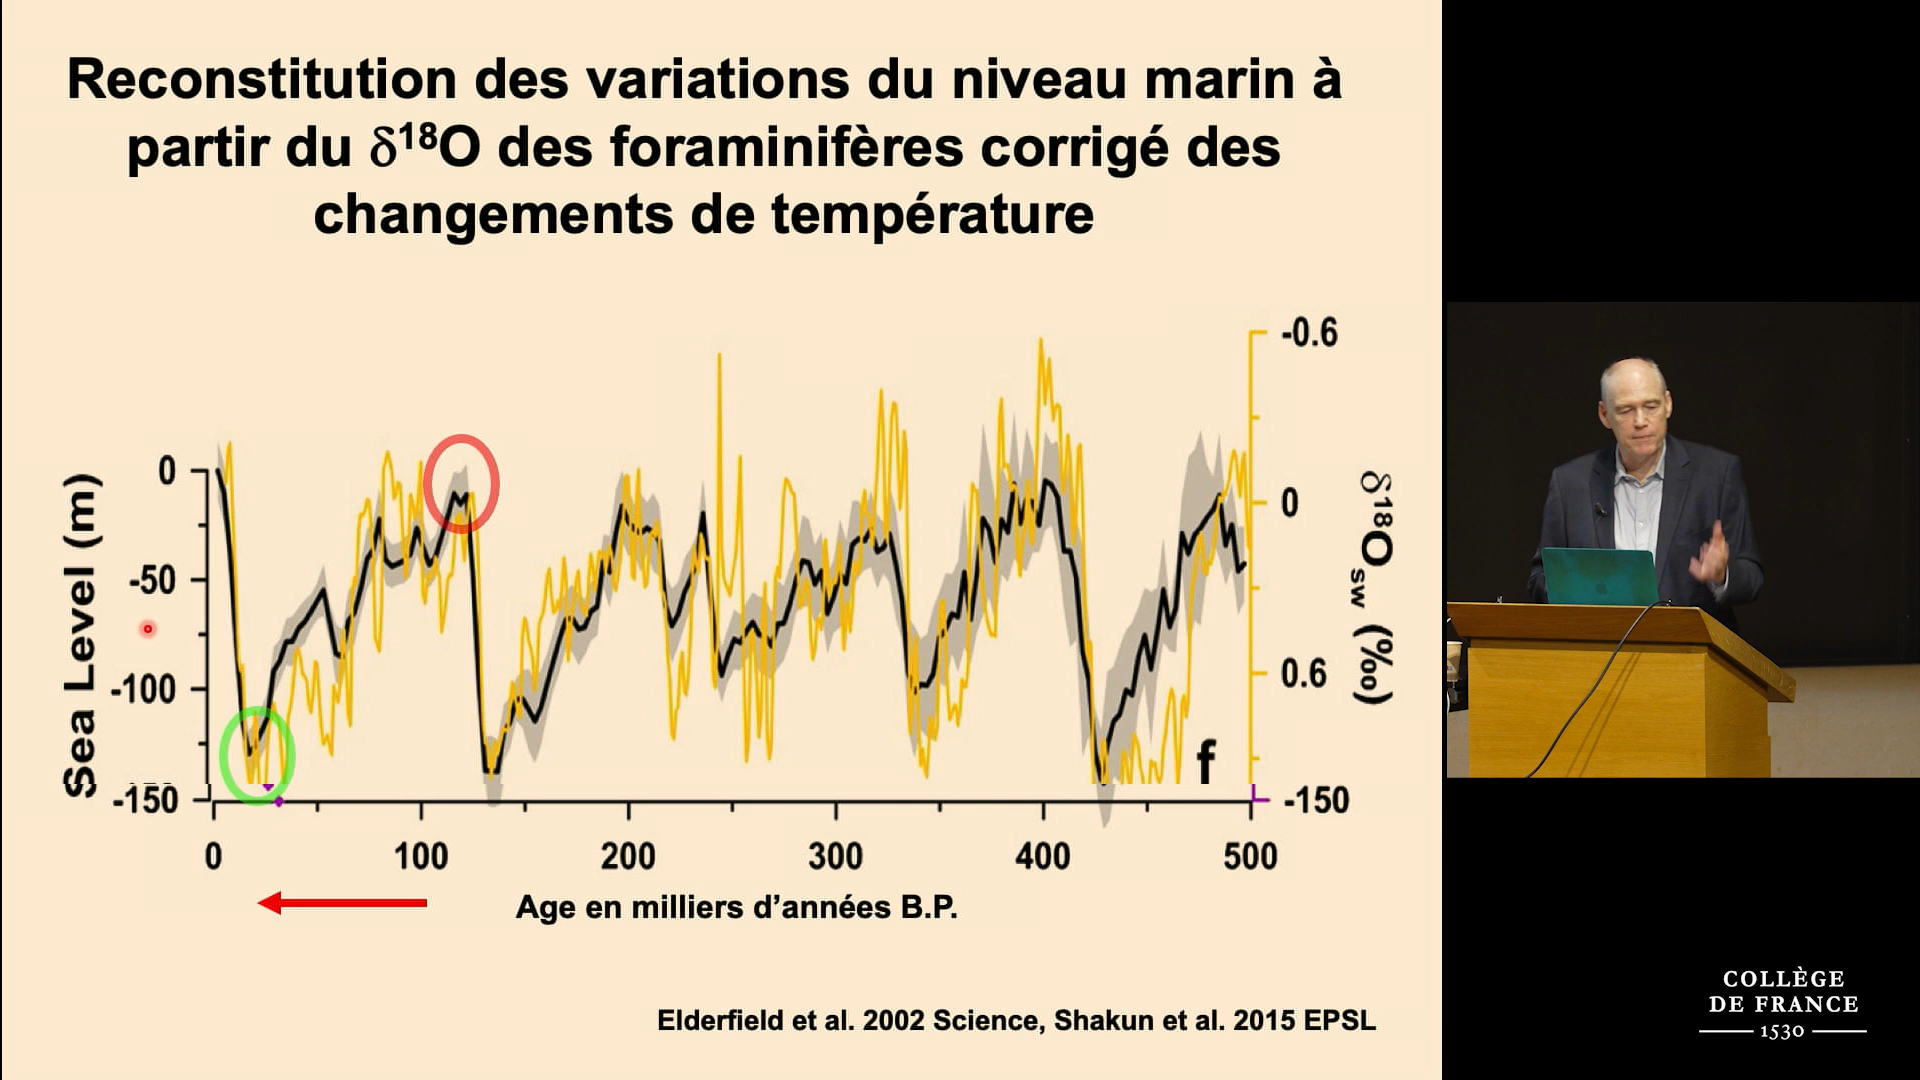 Reconstitution des variations du niveau marin à
partir du δ¹⁸O des foraminifères corrigé des
changements de température
Sea Level (m)
0
-50
-100
-150
-0.6
0
0.6
-150
δ¹⁸Osw (‰)
f
0 100 200 300 400 500
Age en milliers d’années B.P.
Elderfield et al. 2002 Science, Shakun et al. 2015 EPSL
COLLÈGE
DE FRANCE
1530